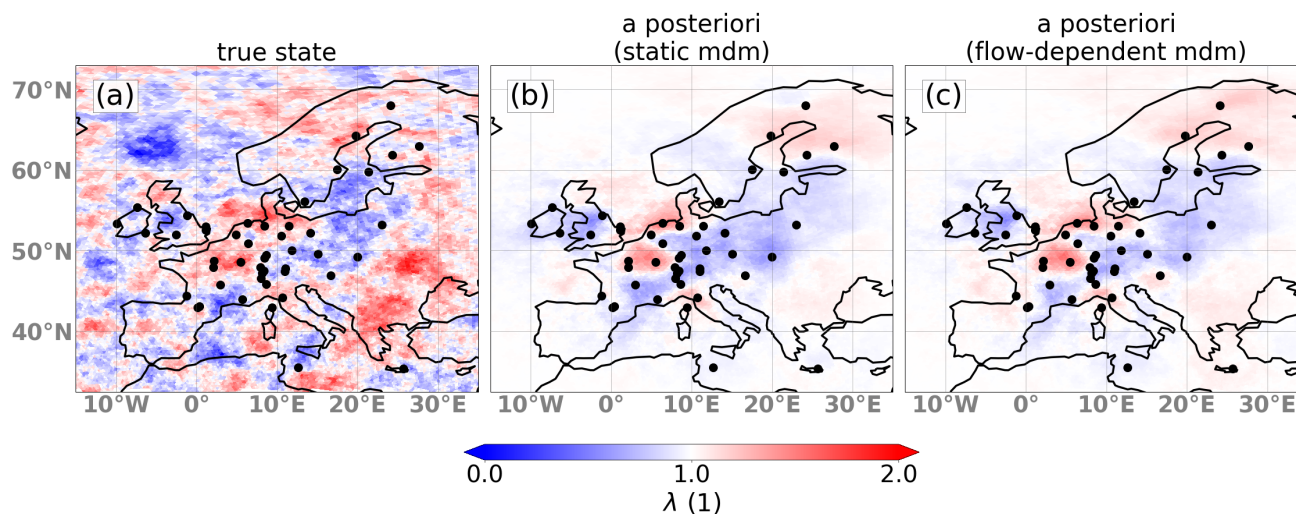 true state
a posteriori
(static mdm)
a posteriori
(flow-dependent mdm)
(a)
(b)
(c)
70°N
60°N
50°N
40°N
10°W 0° 10°E 20°E 30°E
10°W 0° 10°E 20°E 30°E
10°W 0° 10°E 20°E 30°E
0.0 1.0 2.0
λ (1)